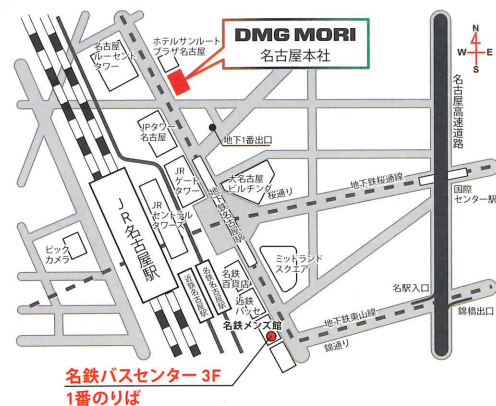 DMG MORI
名古屋本社
N
W
E
S
名古屋
ルーセント
タワー
ホテルサンルート
プラザ名古屋
名古屋高速道路
JPタワー
名古屋
地下1番出口
JR
ゲート
タワー
大名古屋
ビルヂング
桜通り
地下鉄桜通線
国際
センター駅
JR名古屋駅
JR
セントラル
タワーズ
地下鉄名古屋駅
ビック
カメラ
ミッドランド
スクエア
近鉄名古屋駅
名鉄名古屋駅
名鉄
百貨店
近鉄
パッセ
名鉄メンズ館
名駅入口
錦橋出口
地下鉄東山線
錦通り
名鉄バスセンター 3F
1番のりば